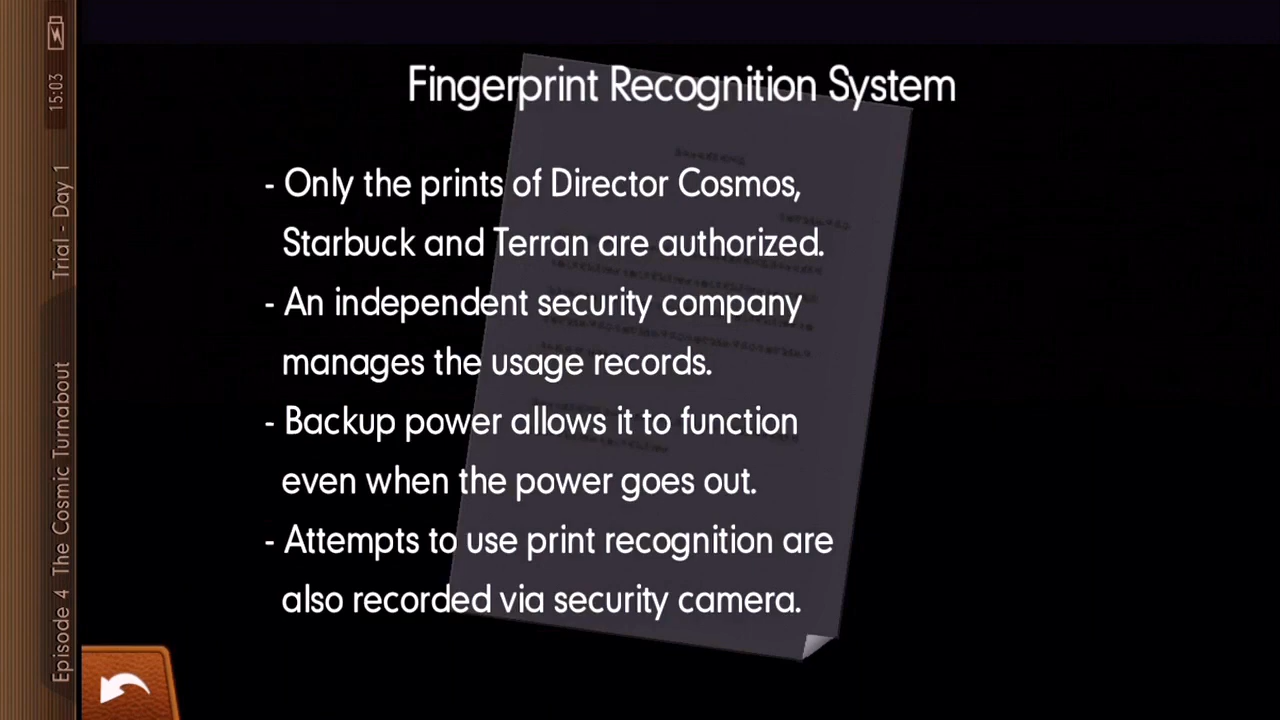 Fingerprint Recognition System
- Only the prints of Director Cosmos,
Starbuck and Terran are authorized.
- An independent security company
manages the usage records.
- Backup power allows it to function
even when the power goes out.
- Attempts to use print recognition are
also recorded via security camera.
15:03
Trial - Day 1
Episode 4 The Cosmic Turnabout